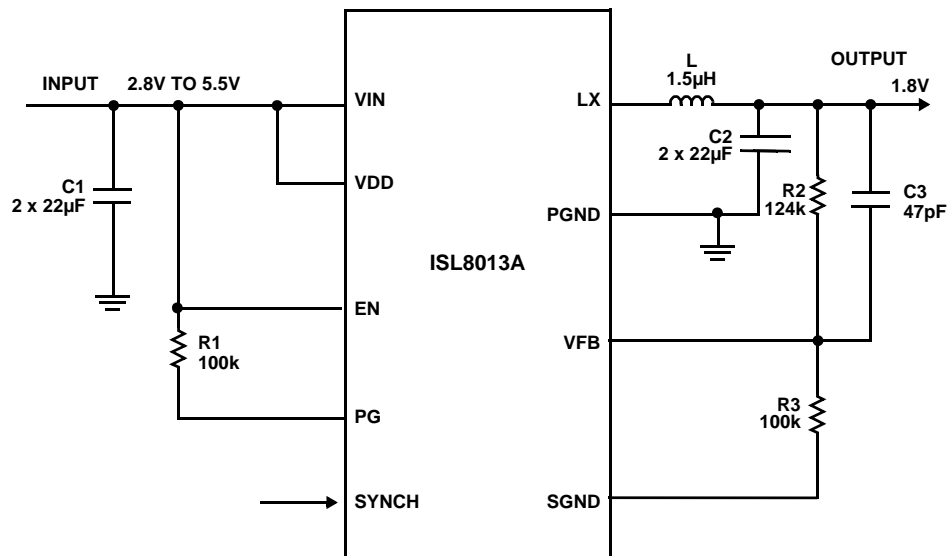 INPUT 2.8V TO 5.5V
L
1.5µH
OUTPUT
1.8V
VIN
LX
C1
2 x 22µF
VDD
C2
2 x 22µF
R2
124k
C3
47pF
PGND
ISL8013A
EN
R1
100k
VFB
PG
R3
100k
SYNCH
SGND